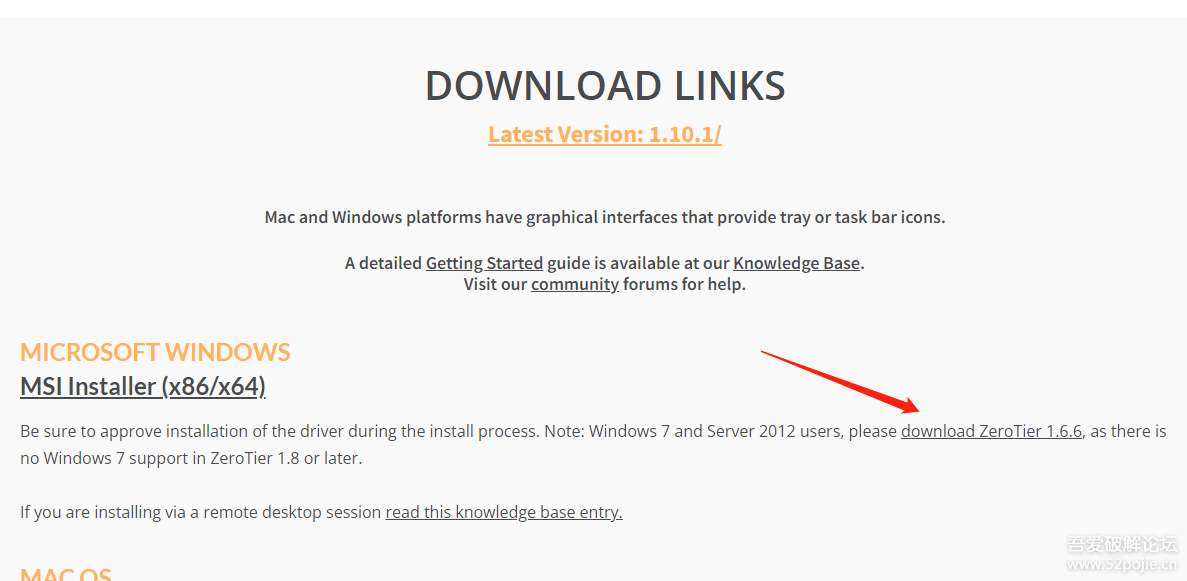 DOWNLOAD LINKS
Latest Version: 1.10.1/
Mac and Windows platforms have graphical interfaces that provide tray or task bar icons.
A detailed Getting Started guide is available at our Knowledge Base.
Visit our community forums for help.
MICROSOFT WINDOWS
MSI Installer (x86/x64)
Be sure to approve installation of the driver during the install process. Note: Windows 7 and Server 2012 users, please download ZeroTier 1.6.6, as there is
no Windows 7 support in ZeroTier 1.8 or later.
If you are installing via a remote desktop session read this knowledge base entry.
MAC OS
吾爱破解论坛
www.52pojie.cn